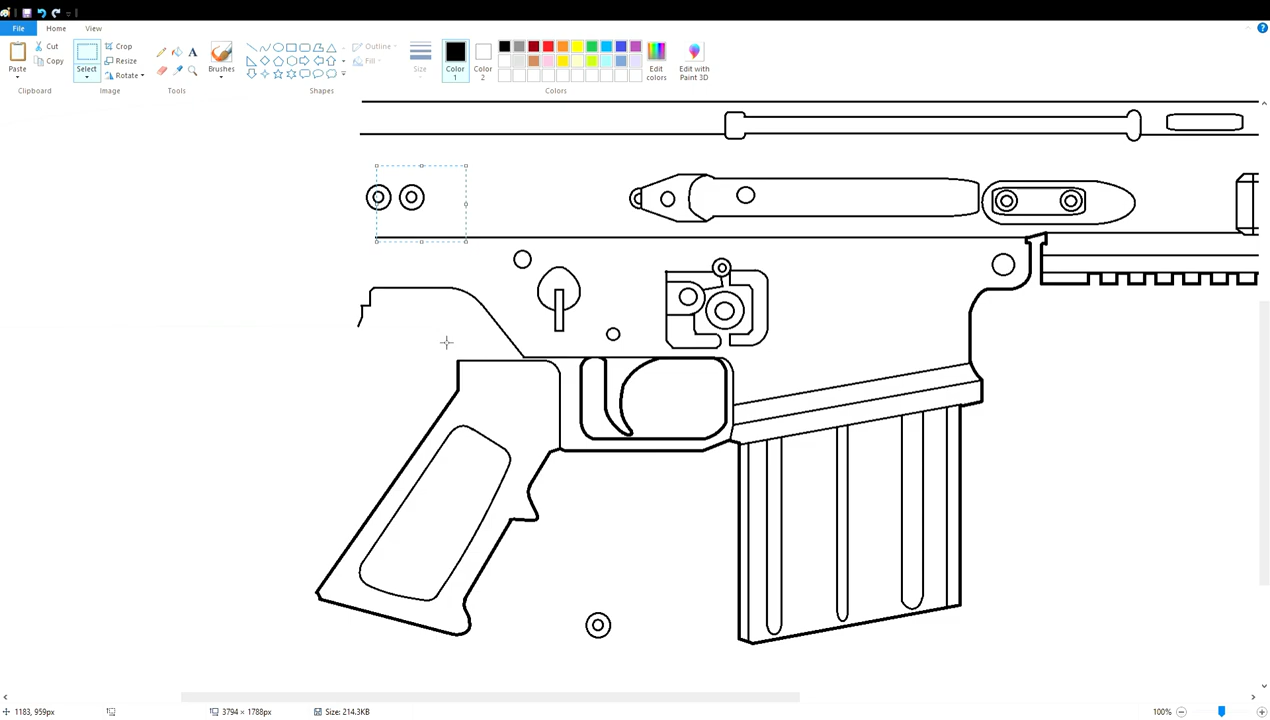 File Home View
Paste Cut Copy Clipboard
Select Crop Resize Rotate Image
A Tools
Brushes
Outline Fill Shapes
Size
Color 1 Color 2
Edit colors
Edit with Paint 3D
Colors
1183, 959px 3794 × 1788px Size: 214.3KB 100%